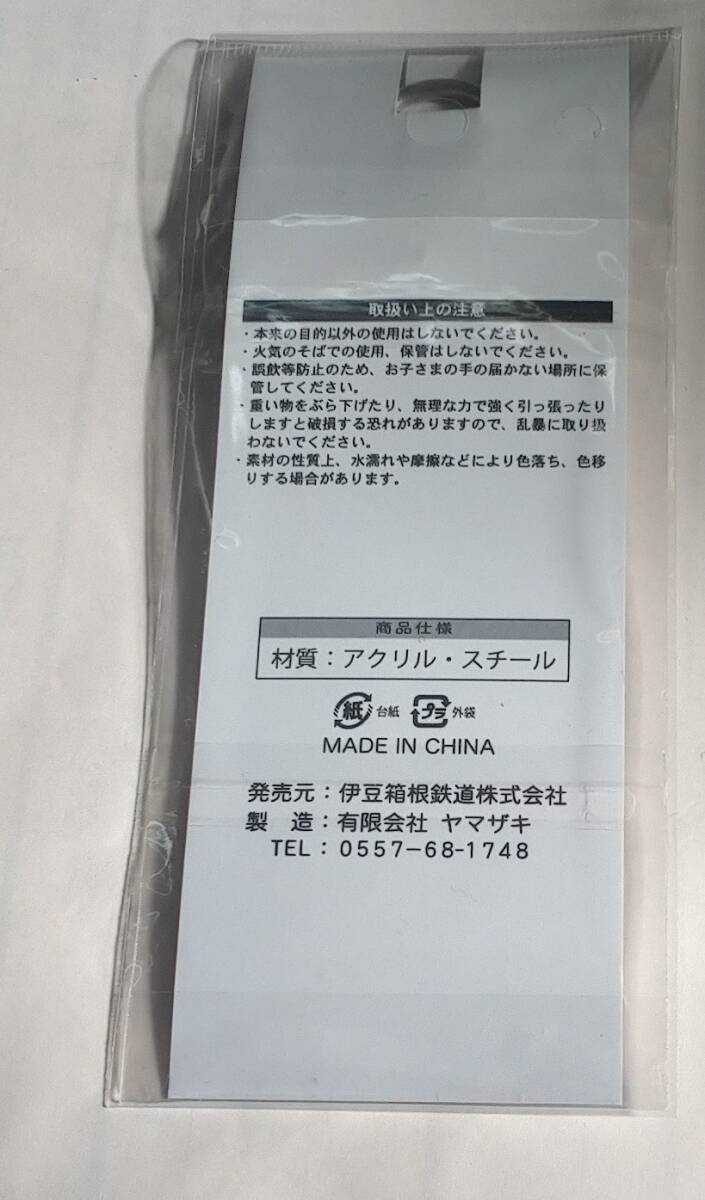 取扱い上の注意
・本来の目的以外の使用はしないでください。
・火気のそばでの使用、保管はしないでください。
・誤飲等防止のため、お子さまの手の届かない場所に保
管してください。
・重い物をぶら下げたり、無理な力で強く引っ張ったり
しますと破損する恐れがありますので、乱暴に取り扱
わないでください。
・素材の性質上、水濡れや摩擦などにより色落ち、色移
りする場合があります。
商品仕様
材質：アクリル・スチール
紙 台紙 プラ 外袋
MADE IN CHINA
発売元：伊豆箱根鉄道株式会社
製　造：有限会社 ヤマザキ
TEL：0557-68-1748